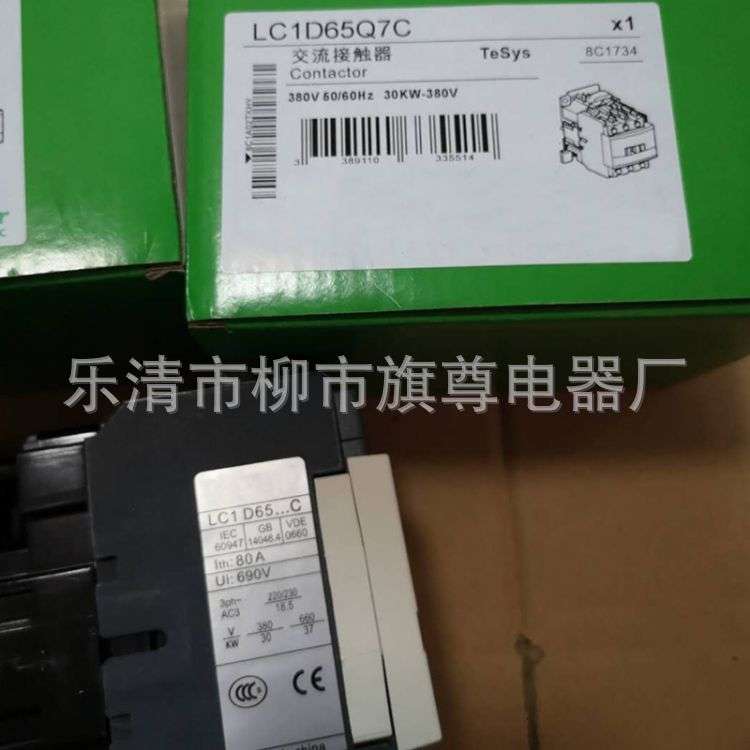 LC1D65Q7C x1
交流接触器 TeSys 8C1734
Contactor
380V 50/60Hz 30KW-380V
3 389110 335514
乐清市柳市旗尊电器厂
LC1 D65...C
IEC 60947 GB 14048.4 VDE 0660
Ith: 80A
Ui: 690V
3ph~ AC3 220/230 18.5
V KW 380 30 660 37
CCC CE